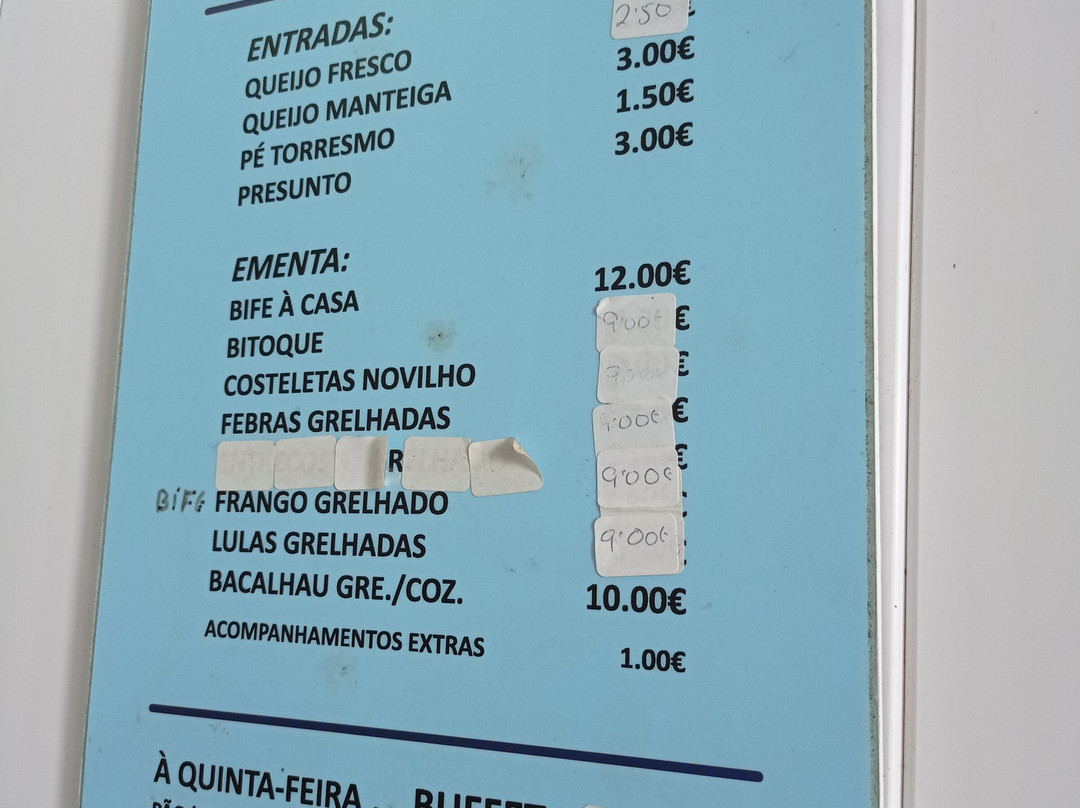 ENTRADAS:
QUEIJO FRESCO 2'50
QUEIJO MANTEIGA 3.00€
PÉ TORRESMO 1.50€
PRESUNTO 3.00€
EMENTA:
BIFE À CASA 12.00€
BITOQUE 9'00€ €
COSTELETAS NOVILHO €
FEBRAS GRELHADAS 9'00€ €
R €
BIFE FRANGO GRELHADO 9'00€
LULAS GRELHADAS 9'00€
BACALHAU GRE./COZ. 10.00€
ACOMPANHAMENTOS EXTRAS 1.00€
À QUINTA-FEIRA BUFFET